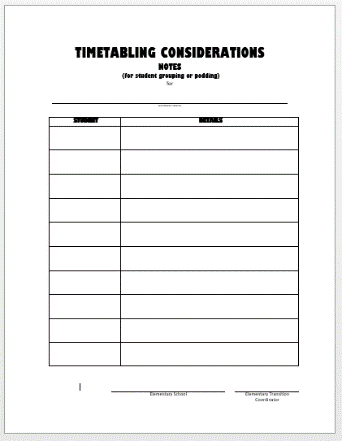 TIMETABLING CONSIDERATIONS
NOTES
(for student grouping or podding)
for
STUDENT DETAILS
Elementary School Elementary Transition
Coordinator